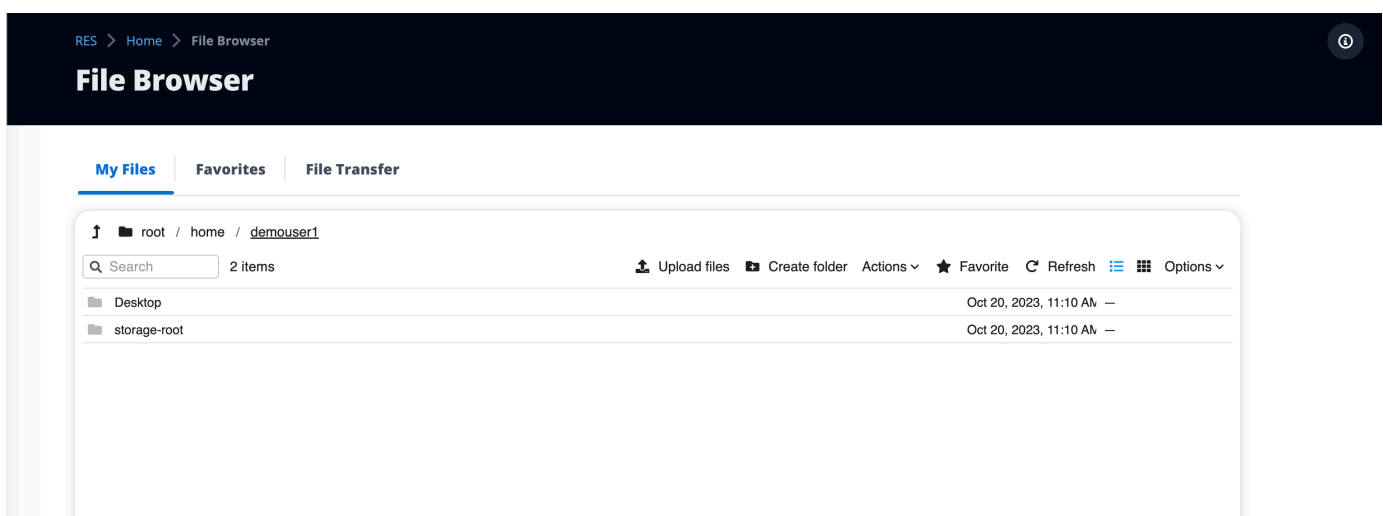 RES > Home > File Browser
File Browser
My Files Favorites File Transfer
root / home / demouser1
Search 2 items Upload files Create folder Actions Favorite Refresh Options
Desktop Oct 20, 2023, 11:10 AM —
storage-root Oct 20, 2023, 11:10 AM —